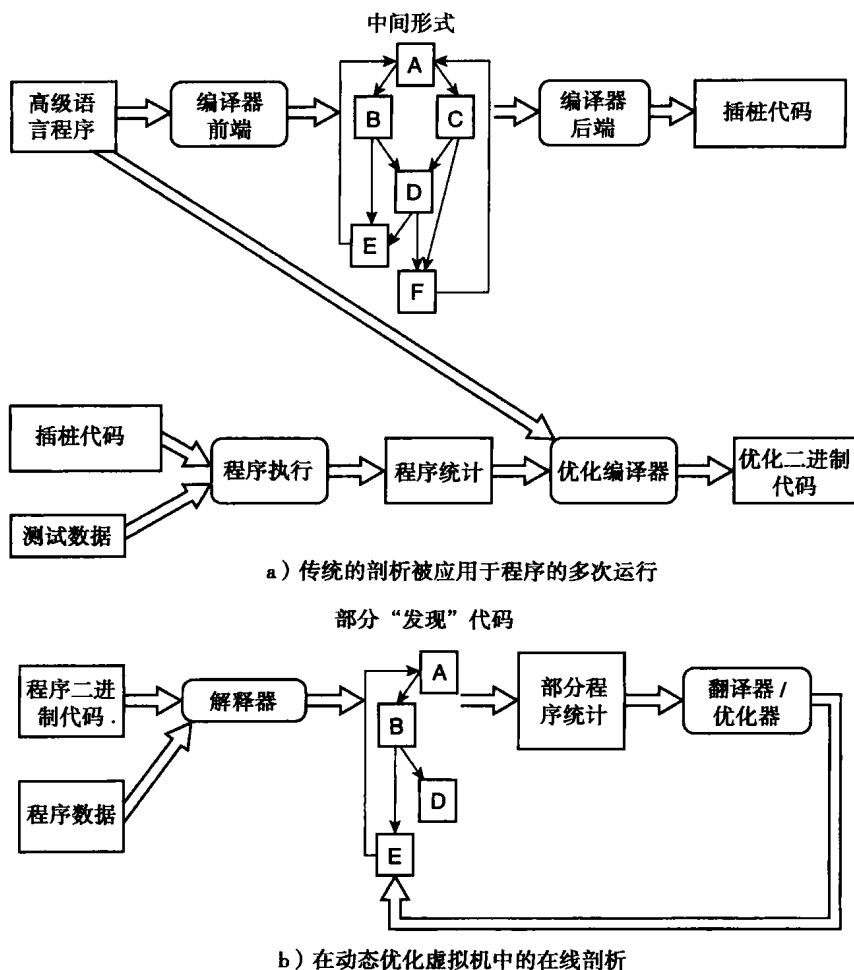 中间形式
高级语
言程序
编译器
前端
A
B
C
D
E
F
编译器
后端
插桩代码
插桩代码
测试数据
程序执行
程序统计
优化编译器
优化二进制
代码
a）传统的剖析被应用于程序的多次运行
部分“发现”代码
程序二进
制代码.
程序数据
解释器
A
B
D
E
部分程
序统计
翻译器/
优化器
b）在动态优化虚拟机中的在线剖析